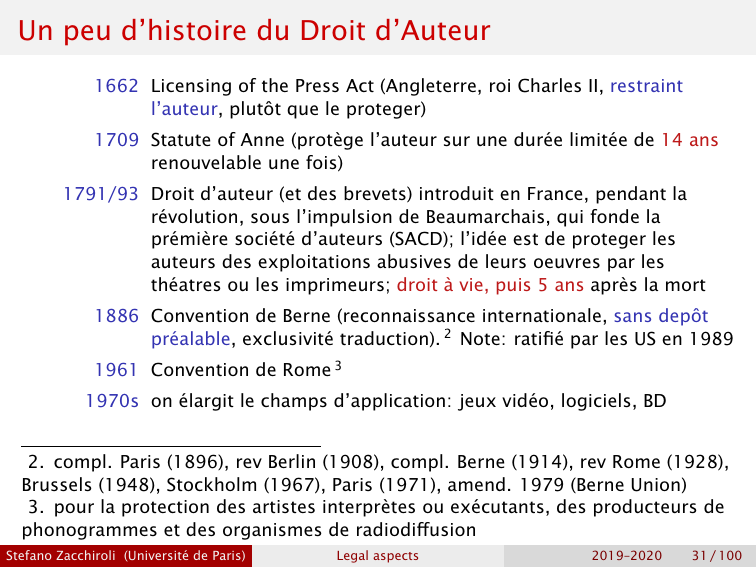 Un peu d’histoire du Droit d’Auteur
1662 Licensing of the Press Act (Angleterre, roi Charles II, restraint
l’auteur, plutôt que le proteger)
1709 Statute of Anne (protège l’auteur sur une durée limitée de 14 ans
renouvelable une fois)
1791/93 Droit d’auteur (et des brevets) introduit en France, pendant la
révolution, sous l’impulsion de Beaumarchais, qui fonde la
prémière société d’auteurs (SACD); l’idée est de proteger les
auteurs des exploitations abusives de leurs oeuvres par les
théatres ou les imprimeurs; droit à vie, puis 5 ans après la mort
1886 Convention de Berne (reconnaissance internationale, sans depôt
préalable, exclusivité traduction). 2 Note: ratifié par les US en 1989
1961 Convention de Rome 3
1970s on élargit le champs d’application: jeux vidéo, logiciels, BD
2. compl. Paris (1896), rev Berlin (1908), compl. Berne (1914), rev Rome (1928),
Brussels (1948), Stockholm (1967), Paris (1971), amend. 1979 (Berne Union)
3. pour la protection des artistes interprètes ou exécutants, des producteurs de
phonogrammes et des organismes de radiodiffusion
Stefano Zacchiroli (Université de Paris) Legal aspects 2019–2020 31 / 100